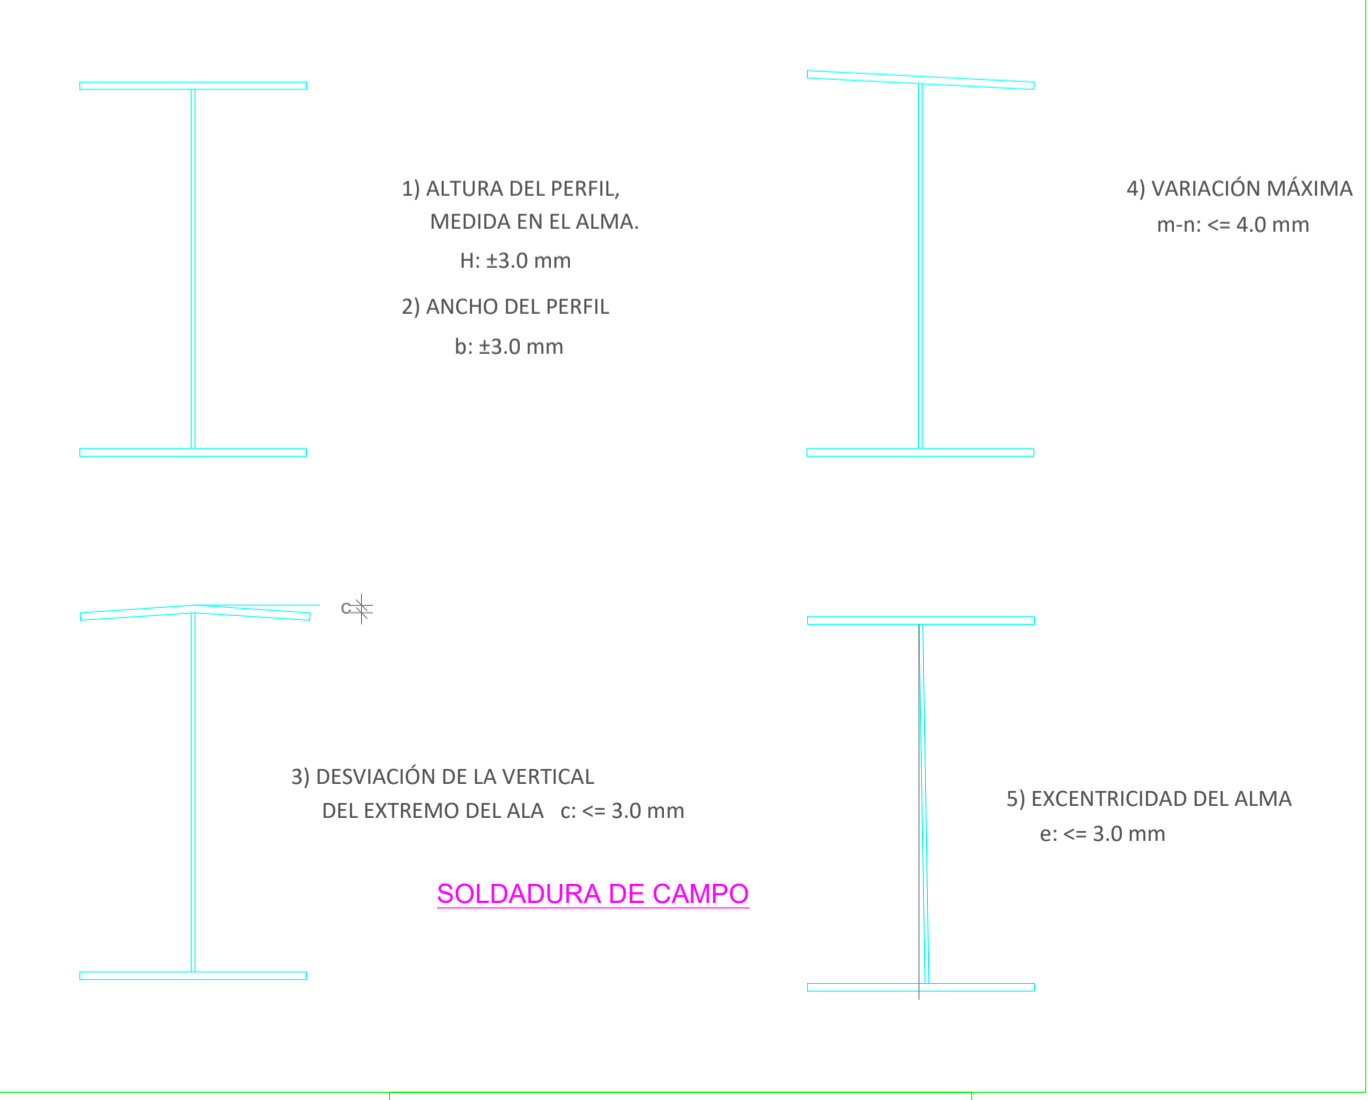 1) ALTURA DEL PERFIL,
MEDIDA EN EL ALMA.
H: ±3.0 mm
2) ANCHO DEL PERFIL
b: ±3.0 mm
4) VARIACIÓN MÁXIMA
m-n: <= 4.0 mm
c
3) DESVIACIÓN DE LA VERTICAL
DEL EXTREMO DEL ALA c: <= 3.0 mm
5) EXCENTRICIDAD DEL ALMA
e: <= 3.0 mm
SOLDADURA DE CAMPO